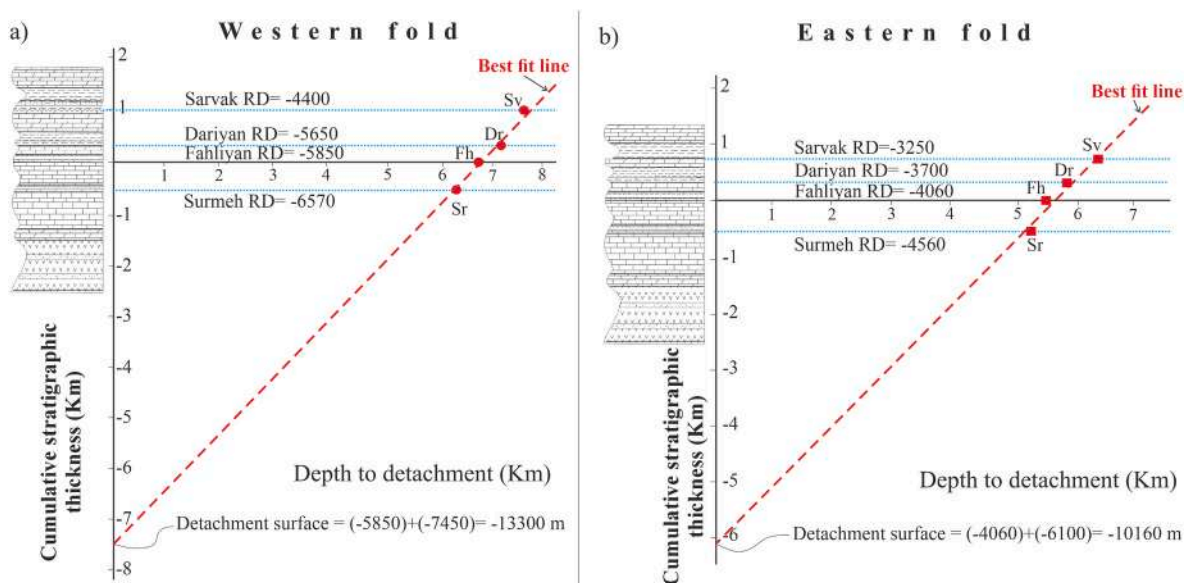 a)
Western fold
2
Best fit line
Sarvak RD= -4400
Sv
1
Dariyan RD= -5650
Dr
Fahliyan RD= -5850
Fh
1 2 3 4 5 6 7 8
Surmeh RD= -6570
Sr
-1
-2
-3
-4
-5
-6
-7
-8
Cumulative stratigraphic
thickness (Km)
Depth to detachment (Km)
Detachment surface = (-5850)+(-7450)= -13300 m
b)
Eastern fold
2
Best fit line
1
Sarvak RD=-3250
Sv
Dariyan RD= -3700
Dr
Fahliyan RD= -4060
Fh
1 2 3 4 5 6 7
Surmeh RD= -4560
Sr
-1
-2
-3
-4
-5
-6
Cumulative stratigraphic
thickness (Km)
Depth to detachment (Km)
Detachment surface = (-4060)+(-6100)= -10160 m